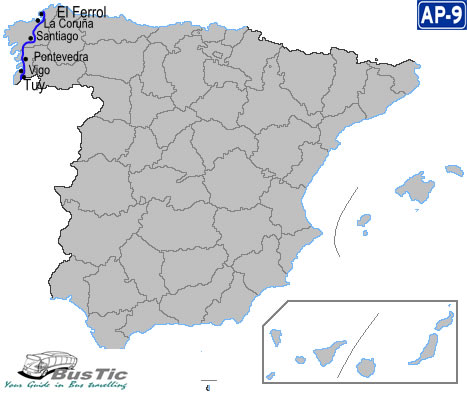 AP-9
El Ferrol
La Coruña
Santiago
Pontevedra
Vigo
Tuy
BusTic
Your Guide in Bus travelling